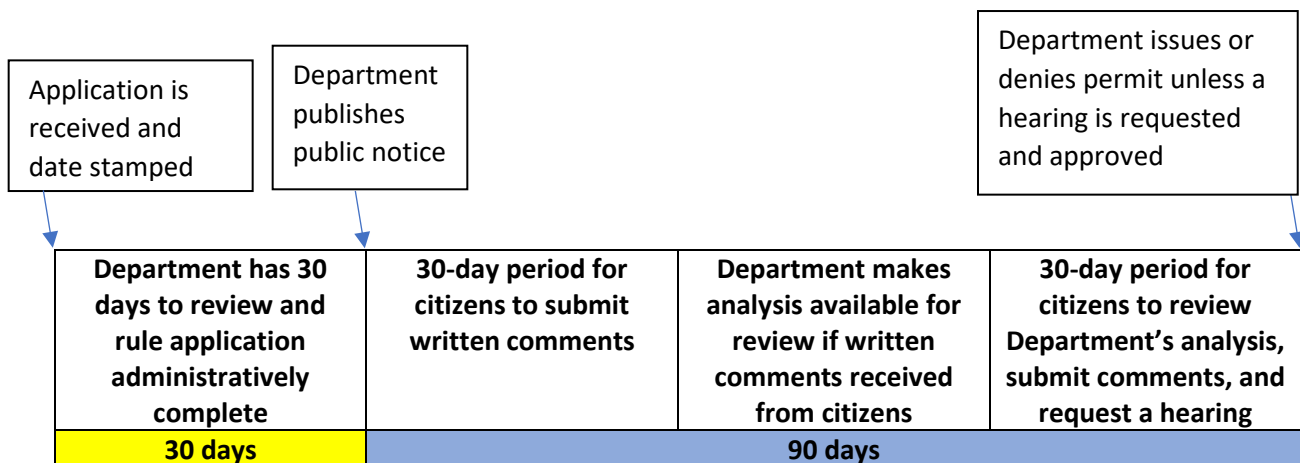 Application is
received and
date stamped
Department
publishes
public notice
Department issues or
denies permit unless a
hearing is requested
and approved
Department has 30
days to review and
rule application
administratively
complete
30-day period for
citizens to submit
written comments
Department makes
analysis available for
review if written
comments received
from citizens
30-day period for
citizens to review
Department’s analysis,
submit comments, and
request a hearing
30 days
90 days